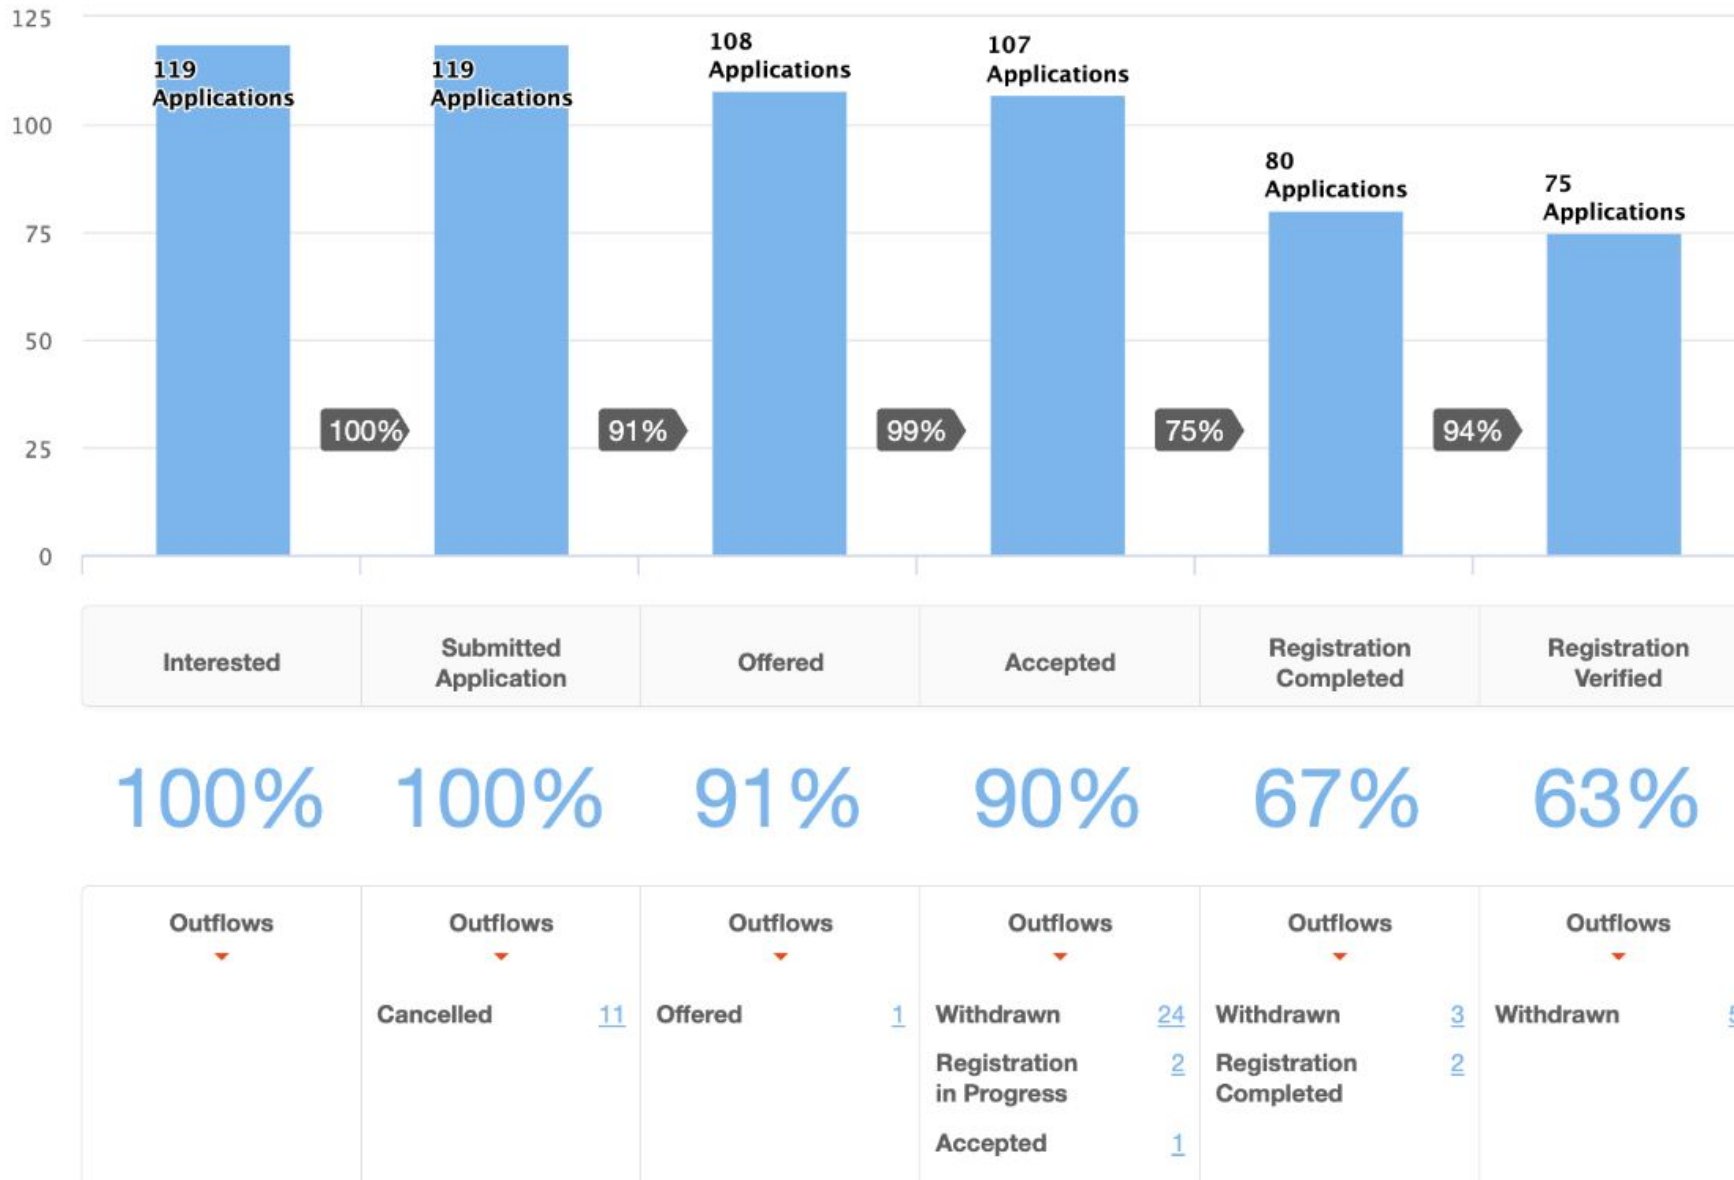 125
119
Applications
119
Applications
108
Applications
107
Applications
100
80
Applications
75
Applications
75
50
100%
91%
99%
75%
94%
25
0
Interested
Submitted
Application
Offered
Accepted
Registration
Completed
Registration
Verified
100%
100%
91%
90%
67%
63%
Outflows
Outflows
Outflows
Outflows
Outflows
Outflows
Cancelled 11
Offered 1
Withdrawn 24
Registration
in Progress 2
Accepted 1
Withdrawn 3
Registration
Completed 2
Withdrawn 5